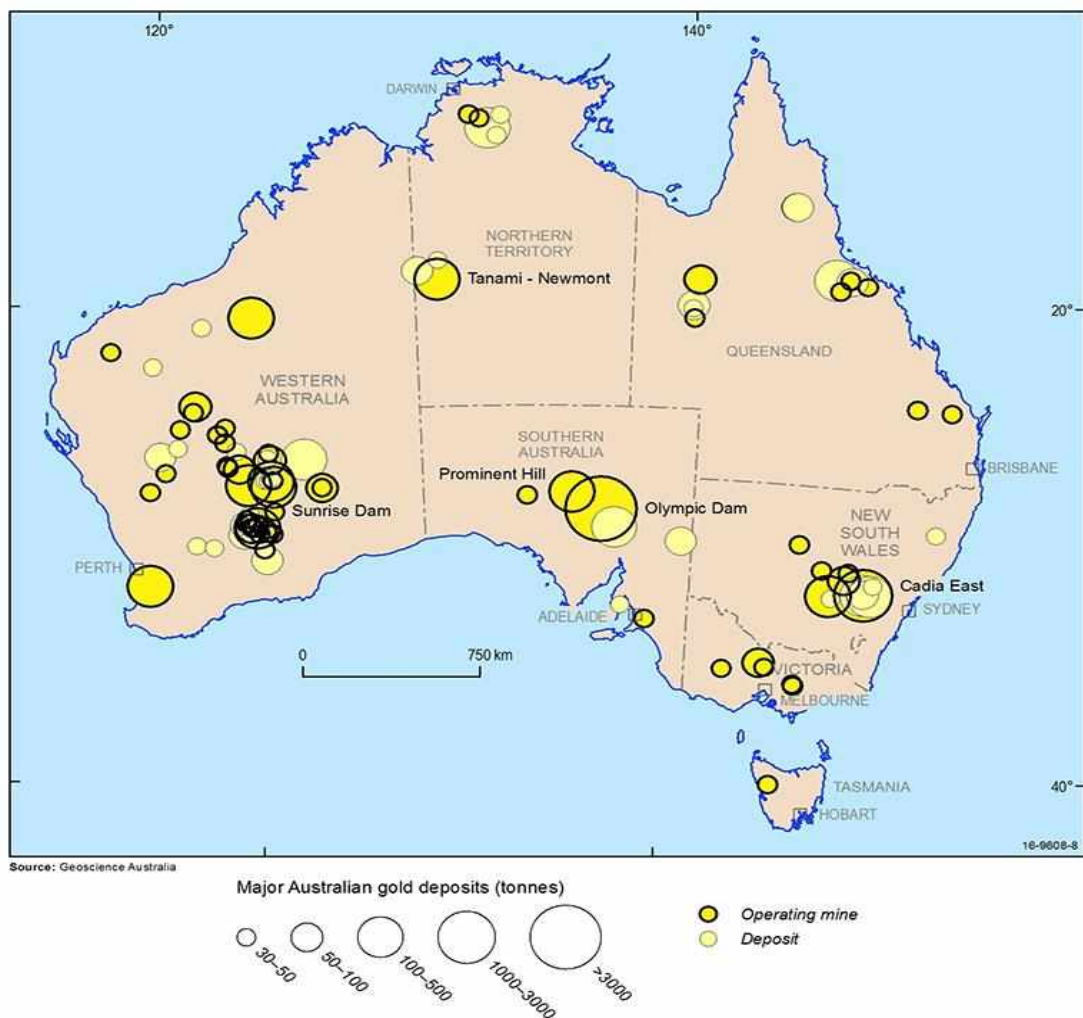 120°
140°
DARWIN
NORTHERN
TERRITORY
Tanami - Newmont
20°
QUEENSLAND
WESTERN
AUSTRALIA
SOUTHERN
AUSTRALIA
Prominent Hill
BRISBANE
Sunrise Dam
Olympic Dam
NEW
SOUTH
WALES
PERTH
Cadia East
ADELAIDE
SYDNEY
0
750 km
VICTORIA
MELBOURNE
TASMANIA
40°
HOBART
16-9608-8
Source: Geoscience Australia
Major Australian gold deposits (tonnes)
30–50
50–100
100–500
1000–3000
>3000
Operating mine
Deposit